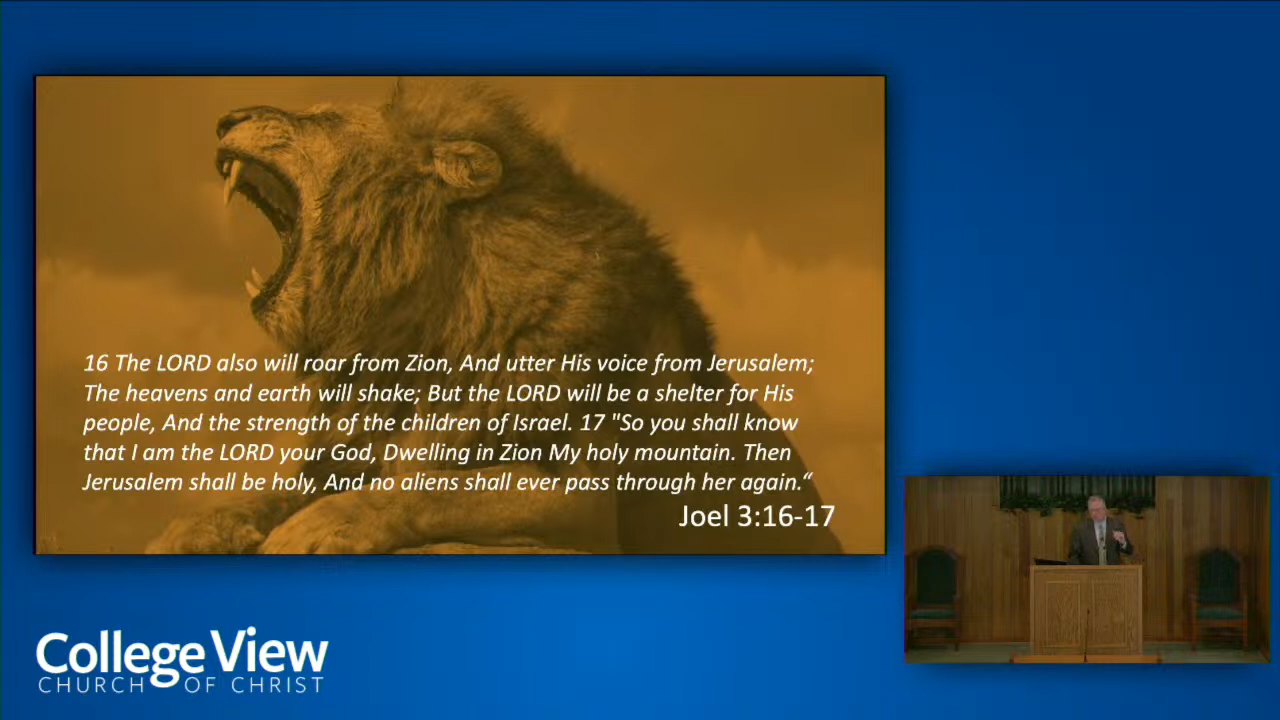 16 The LORD also will roar from Zion, And utter His voice from Jerusalem;
The heavens and earth will shake; But the LORD will be a shelter for His
people, And the strength of the children of Israel. 17 "So you shall know
that I am the LORD your God, Dwelling in Zion My holy mountain. Then
Jerusalem shall be holy, And no aliens shall ever pass through her again.“
Joel 3:16-17
College View
CHURCH OF CHRIST